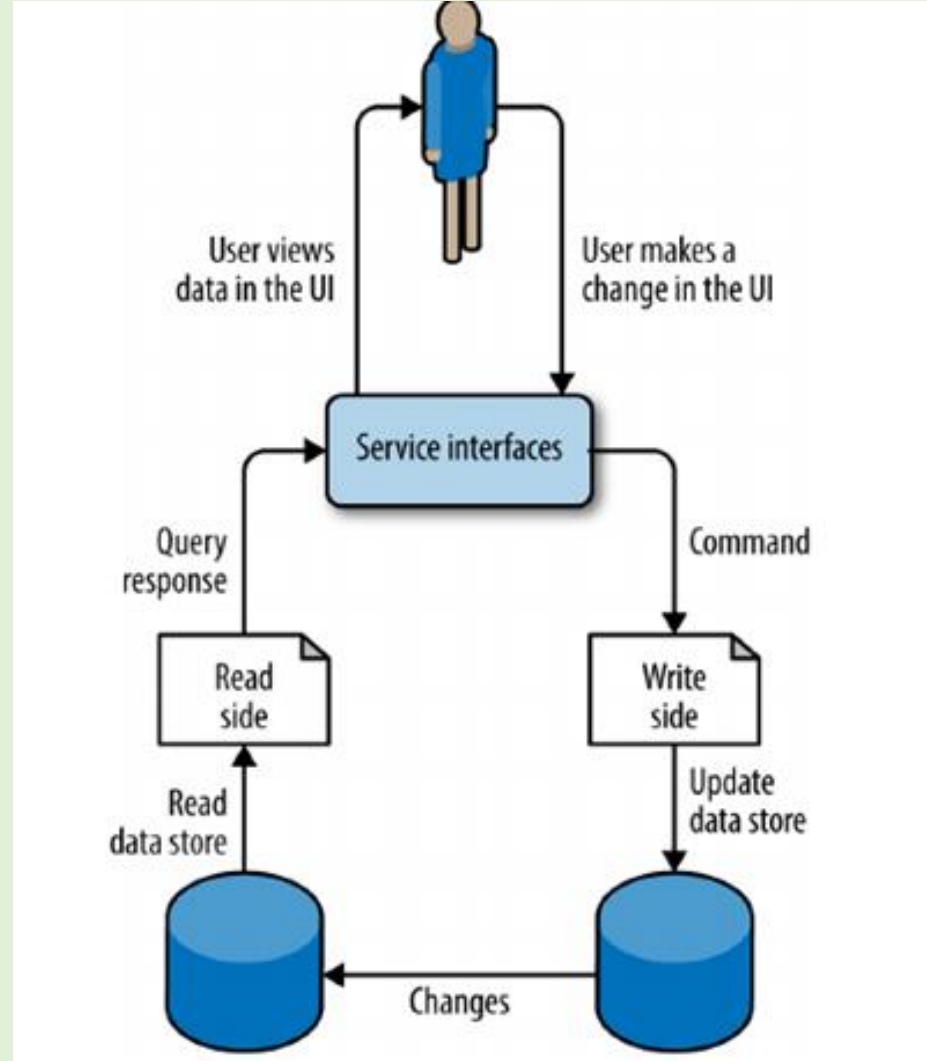 User views
data in the UI
User makes a
change in the UI
Service interfaces
Query
response
Command
Read
side
Write
side
Read
data store
Update
data store
Changes